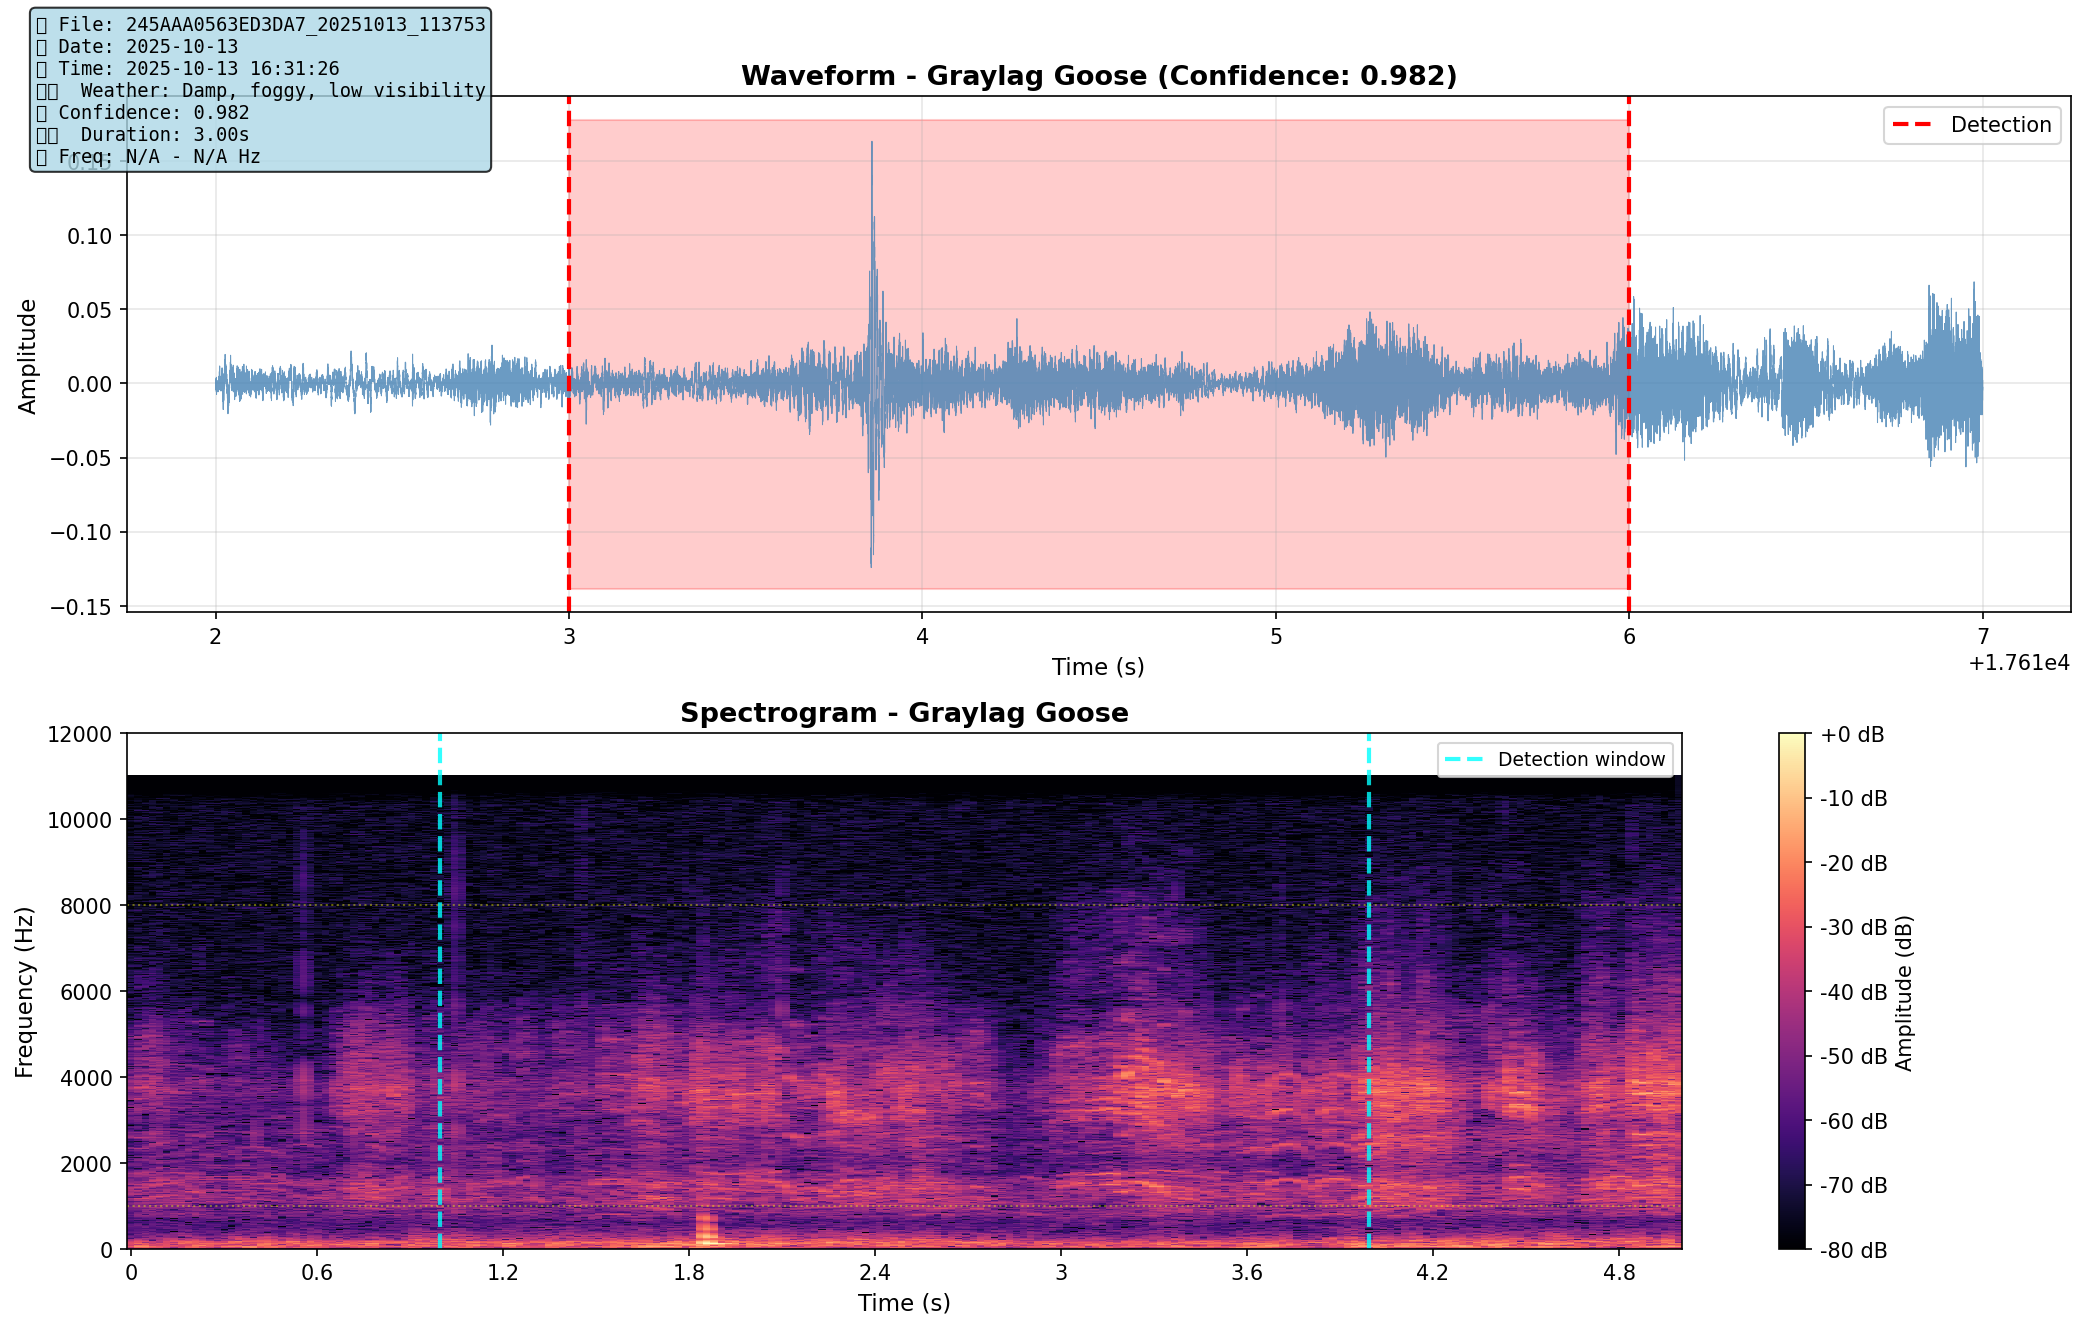 File: 245AAA0563ED3DA7_20251013_113753
Date: 2025-10-13
Time: 2025-10-13 16:31:26
Weather: Damp, foggy, low visibility
Confidence: 0.982
Duration: 3.00s
Freq: N/A - N/A Hz
Waveform - Graylag Goose (Confidence: 0.982)
Detection
Amplitude
0.15
0.10
0.05
0.00
−0.05
−0.10
−0.15
2 3 4 5 6 7
Time (s)
+1.761e4
Spectrogram - Graylag Goose
Detection window
Frequency (Hz)
12000
10000
8000
6000
4000
2000
0
0 0.6 1.2 1.8 2.4 3 3.6 4.2 4.8
Time (s)
+0 dB
-10 dB
-20 dB
-30 dB
-40 dB
-50 dB
-60 dB
-70 dB
-80 dB
Amplitude (dB)